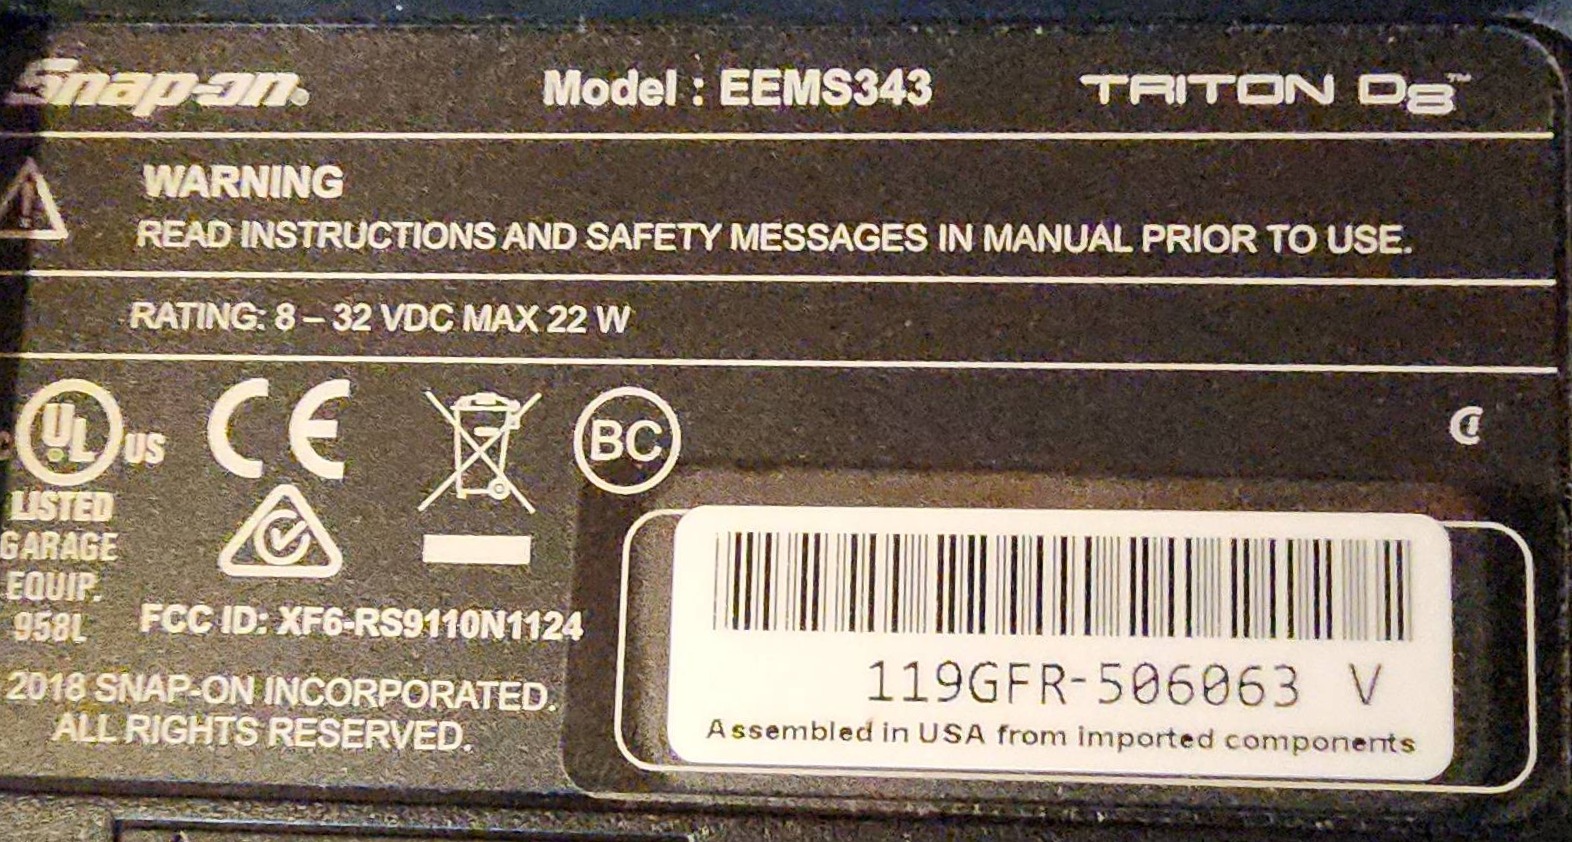 Snap-on®
Model : EEMS343
TRITON D8™
WARNING
READ INSTRUCTIONS AND SAFETY MESSAGES IN MANUAL PRIOR TO USE.
RATING: 8 – 32 VDC MAX 22 W
C UL US
CE
BC
LISTED
GARAGE
EQUIP.
958L
FCC ID: XF6-RS9110N1124
2018 SNAP-ON INCORPORATED.
ALL RIGHTS RESERVED.
119GFR-506063 V
Assembled in USA from imported components